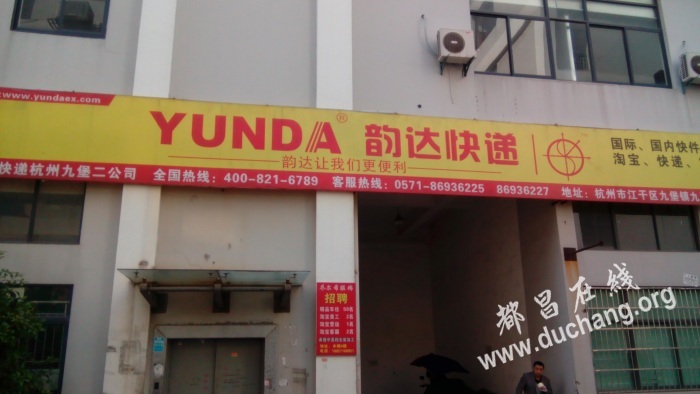 www.yundaex.com
YUNDA® 韵达快递
韵达让我们更便利
国际、国内快件
淘宝、快递、
快递杭州九堡二公司 全国热线：400-821-6789 客服热线：0571-86936225 86936227 地址：杭州市江干区九堡镇九
招聘
都昌在线
www.duchang.org